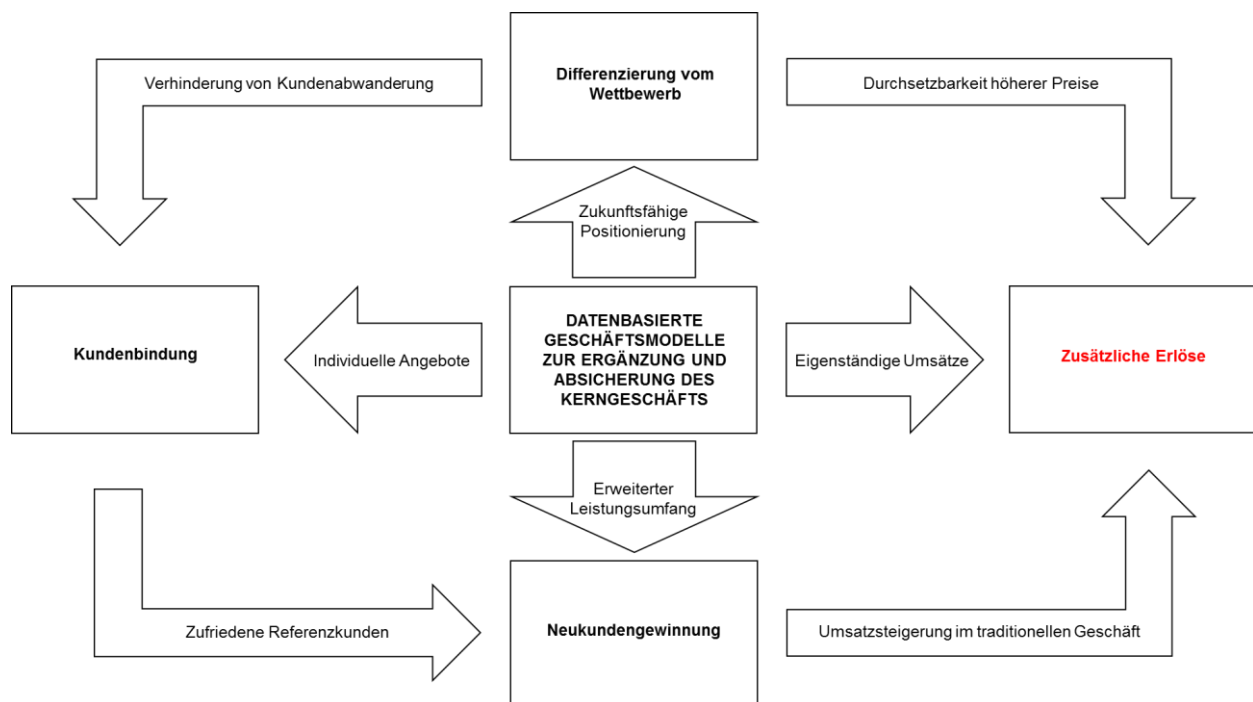 Differenzierung vom
Wettbewerb
Verhinderung von Kundenabwanderung
Durchsetzbarkeit höherer Preise
Zukunftsfähige
Positionierung
Kundenbindung
Individuelle Angebote
DATENBASIERTE
GESCHÄFTSMODELLE
ZUR ERGÄNZUNG UND
ABSICHERUNG DES
KERNGESCHÄFTS
Eigenständige Umsätze
Zusätzliche Erlöse
Erweiterter
Leistungsumfang
Zufriedene Referenzkunden
Neukundengewinnung
Umsatzsteigerung im traditionellen Geschäft